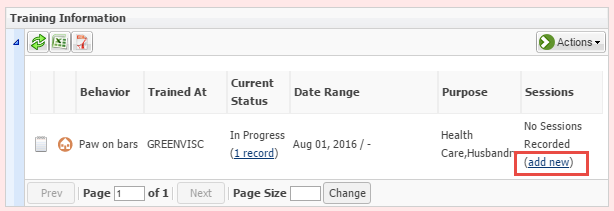 Training Information
Actions
Behavior Trained At Current Status Date Range Purpose Sessions
Paw on bars GREENVISC In Progress (1 record) Aug 01, 2016 / - Health Care,Husbandr No Sessions Recorded (add new)
Prev Page 1 of 1 Next Page Size Change